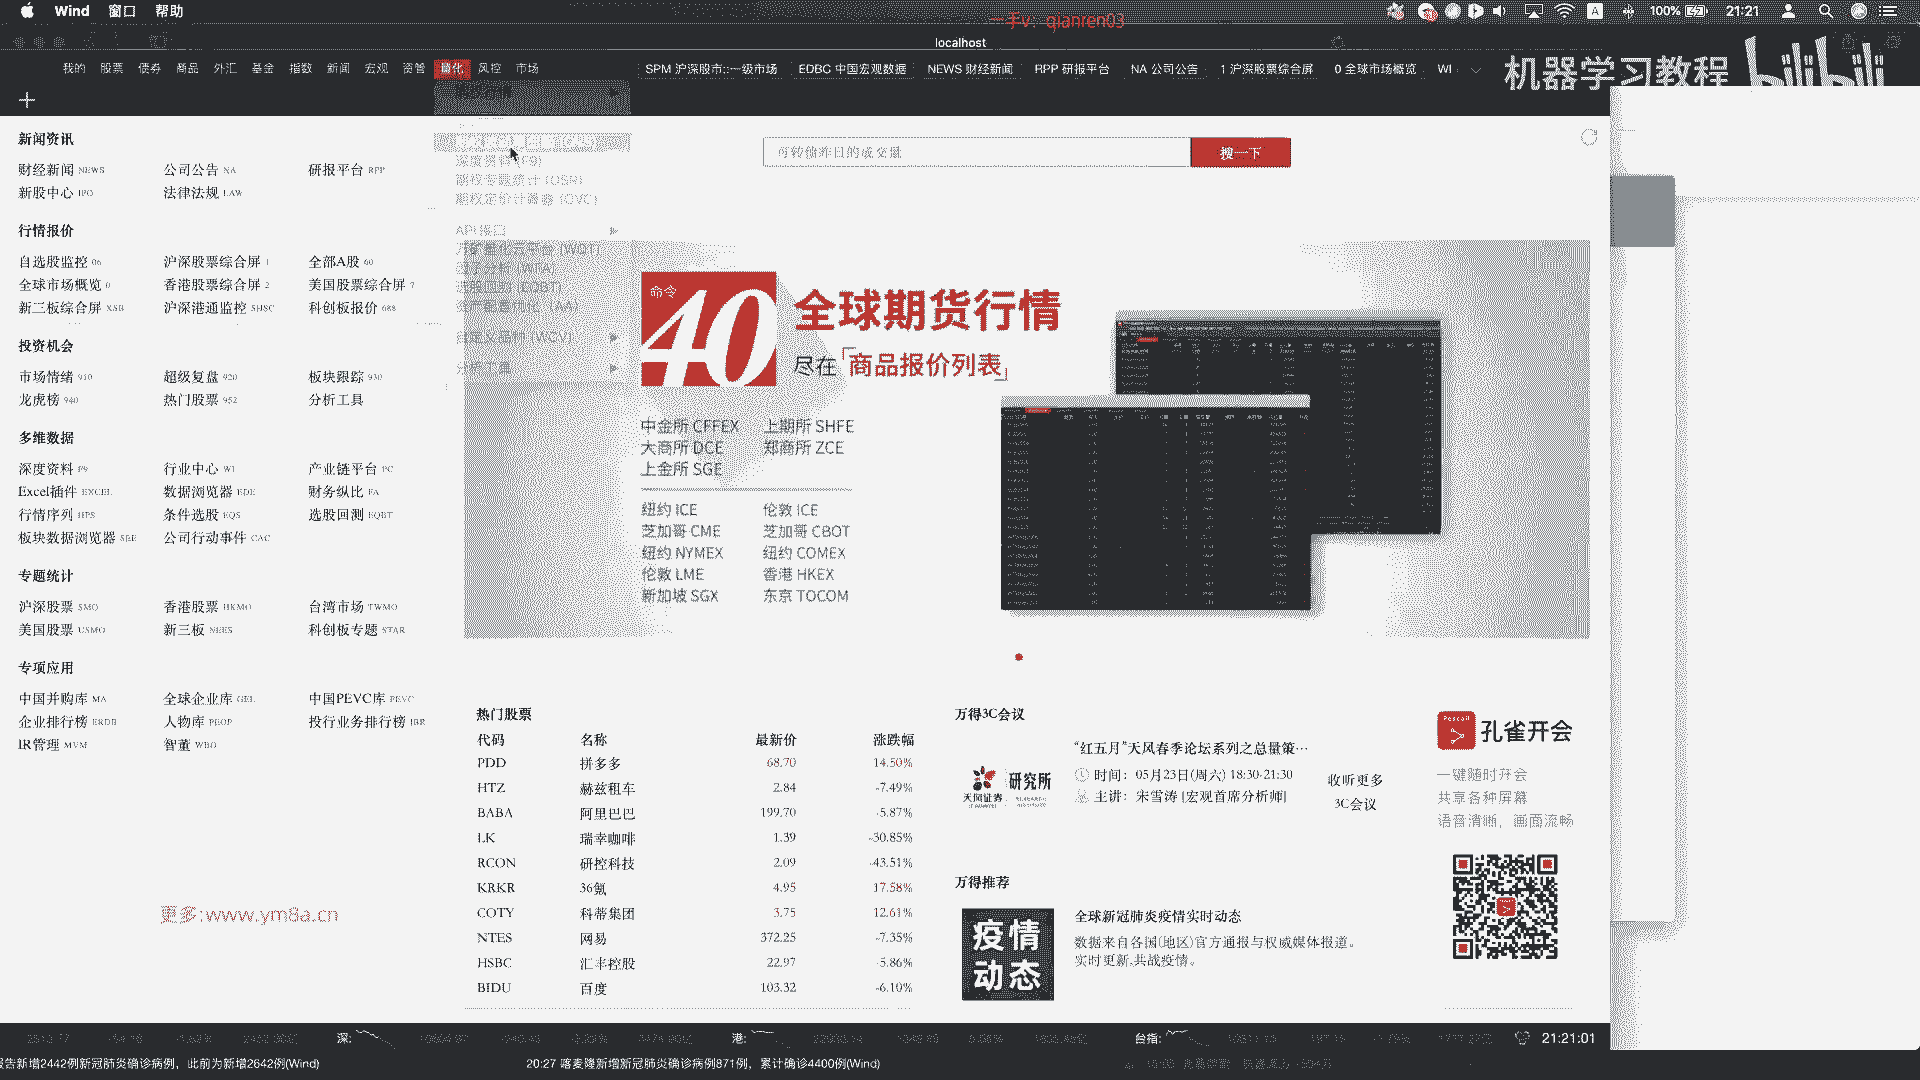 Wind 窗口 帮助
一手v：qianren03
100% 21:21
localhost
我的 股票 债券 商品 外汇 基金 指数 新闻 宏观 资管 量化 风控 市场
SPM 沪深股市::一级市场 EDBC 中国宏观数据 NEWS 财经新闻 RPP 研报平台 NA 公司公告 1 沪深股票综合屏 0 全球市场概览 WI
机器学习教程 bilibili
新闻资讯
财经新闻 NEWS 公司公告 NA 研报平台 RPP
新股中心 IPO 法律法规 LAW
行情报价
自选股监控 06 沪深股票综合屏 1 全部A股 60
全球市场概览 0 香港股票综合屏 2 美国股票综合屏 7
新三板综合屏 XSB 沪深港通监控 SHSC 科创板报价 688
投资机会
市场情绪 910 超级复盘 920 板块跟踪 930
龙虎榜 940 热门股票 952 分析工具
多维数据
深度资料 F9 行业中心 WI 产业链平台 PC
Excel插件 EXCEL 数据浏览器 EDE 财务纵比 FA
行情序列 HPS 条件选股 EQS 选股回测 EQBT
板块数据浏览器 SEE 公司行动事件 CAC
专题统计
沪深股票 SMO 香港股票 HKMO 台湾市场 TWMO
美国股票 USMO 新三板 NEES 科创板专题 STAR
专项应用
中国并购库 MA 全球企业库 GEL 中国PEVC库 PEVC
企业排行榜 ERDB 人物库 PEOP 投行业务排行榜 IBR
IR管理 MVM 智董 WBO
更多:www.ym8a.cn
深度资料 (F9)
期权专题统计 (OSR)
期权定价计算器 (OVC)
API 接口
万矿量化云平台 (WQT)
选股回测 (EQBT)
自定义品种 (WCV)
分析工具
可转债昨日的成交量 搜一下
命令
40
全球期货行情
尽在「商品报价列表」
中金所 CFFEX 上期所 SHFE
大商所 DCE 郑商所 ZCE
上金所 SGE
纽约 ICE 伦敦 ICE
芝加哥 CME 芝加哥 CBOT
纽约 NYMEX 纽约 COMEX
伦敦 LME 香港 HKEX
新加坡 SGX 东京 TOCOM
热门股票
代码 名称 最新价 涨跌幅
PDD 拼多多 68.70 14.50%
HTZ 赫兹租车 2.84 -7.49%
BABA 阿里巴巴 199.70 -5.87%
LK 瑞幸咖啡 1.39 -30.85%
RCON 研控科技 2.09 -43.51%
KRKR 36氪 4.95 17.58%
COTY 科蒂集团 3.75 12.61%
NTES 网易 372.25 -7.35%
HSBC 汇丰控股 22.97 -5.86%
BIDU 百度 103.32 -6.10%
万得3C会议
天风证券 研究所
“红五月”天风春季论坛系列之总量策…
时间：05月23日(周六) 18:30-21:30
主讲：宋雪涛 [宏观首席分析师]
收听更多
3C会议
万得推荐
疫情
动态
全球新冠肺炎疫情实时动态
数据来自各国(地区)官方通报与权威媒体报道。
实时更新,共战疫情。
孔雀开会
一键随时开会
共享各种屏幕
语音清晰，画面流畅
深: 港: 台指: 21:21:01
告新增2442例新冠肺炎确诊病例，此前为新增2642例(Wind)
20:27 喀麦隆新增新冠肺炎确诊病例871例，累计确诊4400例(Wind)